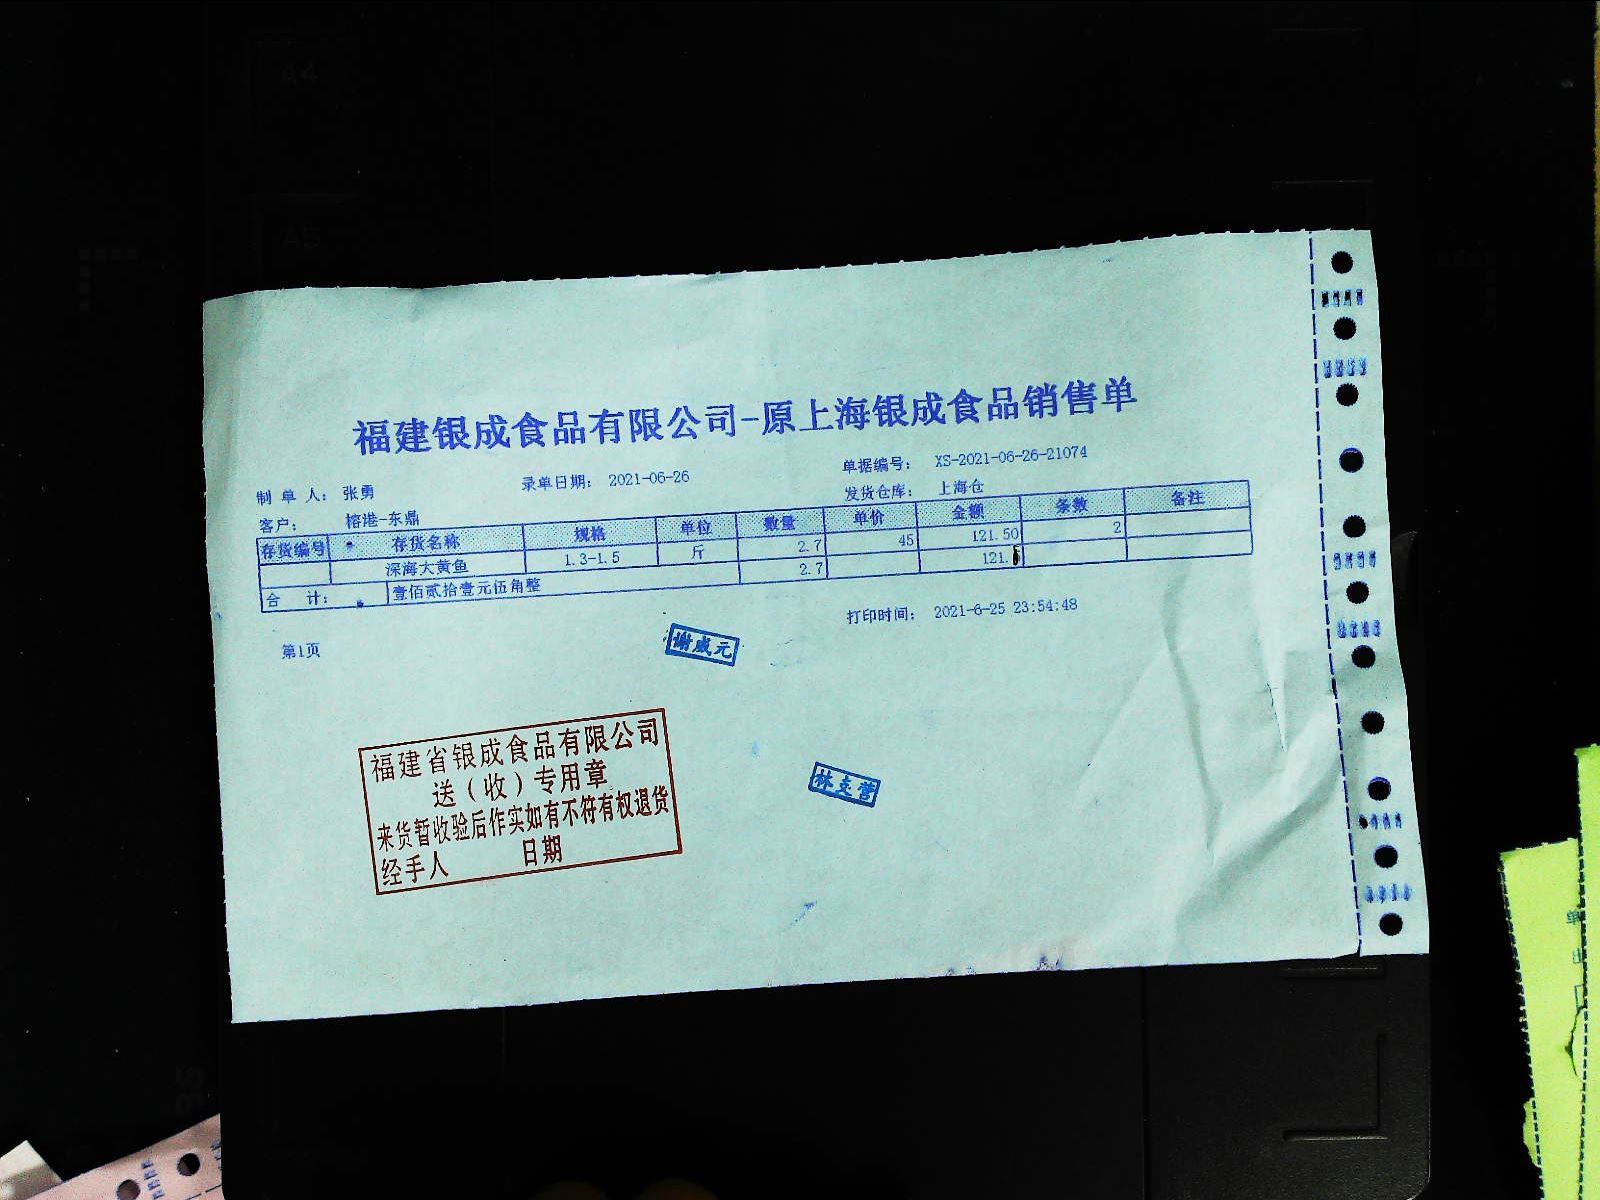 福建银成食品有限公司-原上海银成食品销售单
制 单 人： 张勇 录单日期： 2021-06-26 单据编号： XS-2021-06-26-21074
客户： 榕港-东鼎 发货仓库： 上海仓
存货编号 存货名称 规格 单位 数量 单价 金额 条数 备注
深海大黄鱼 1.3-1.5 斤 2.7 45 121.50 2
合 计： 壹佰贰拾壹元伍角整 2.7 121.
打印时间： 2021-6-25 23:54:48
第1页
谢成元
福建省银成食品有限公司
送（收）专用章
来货暂收验后作实如有不符有权退货
经手人 日期
A4
A5